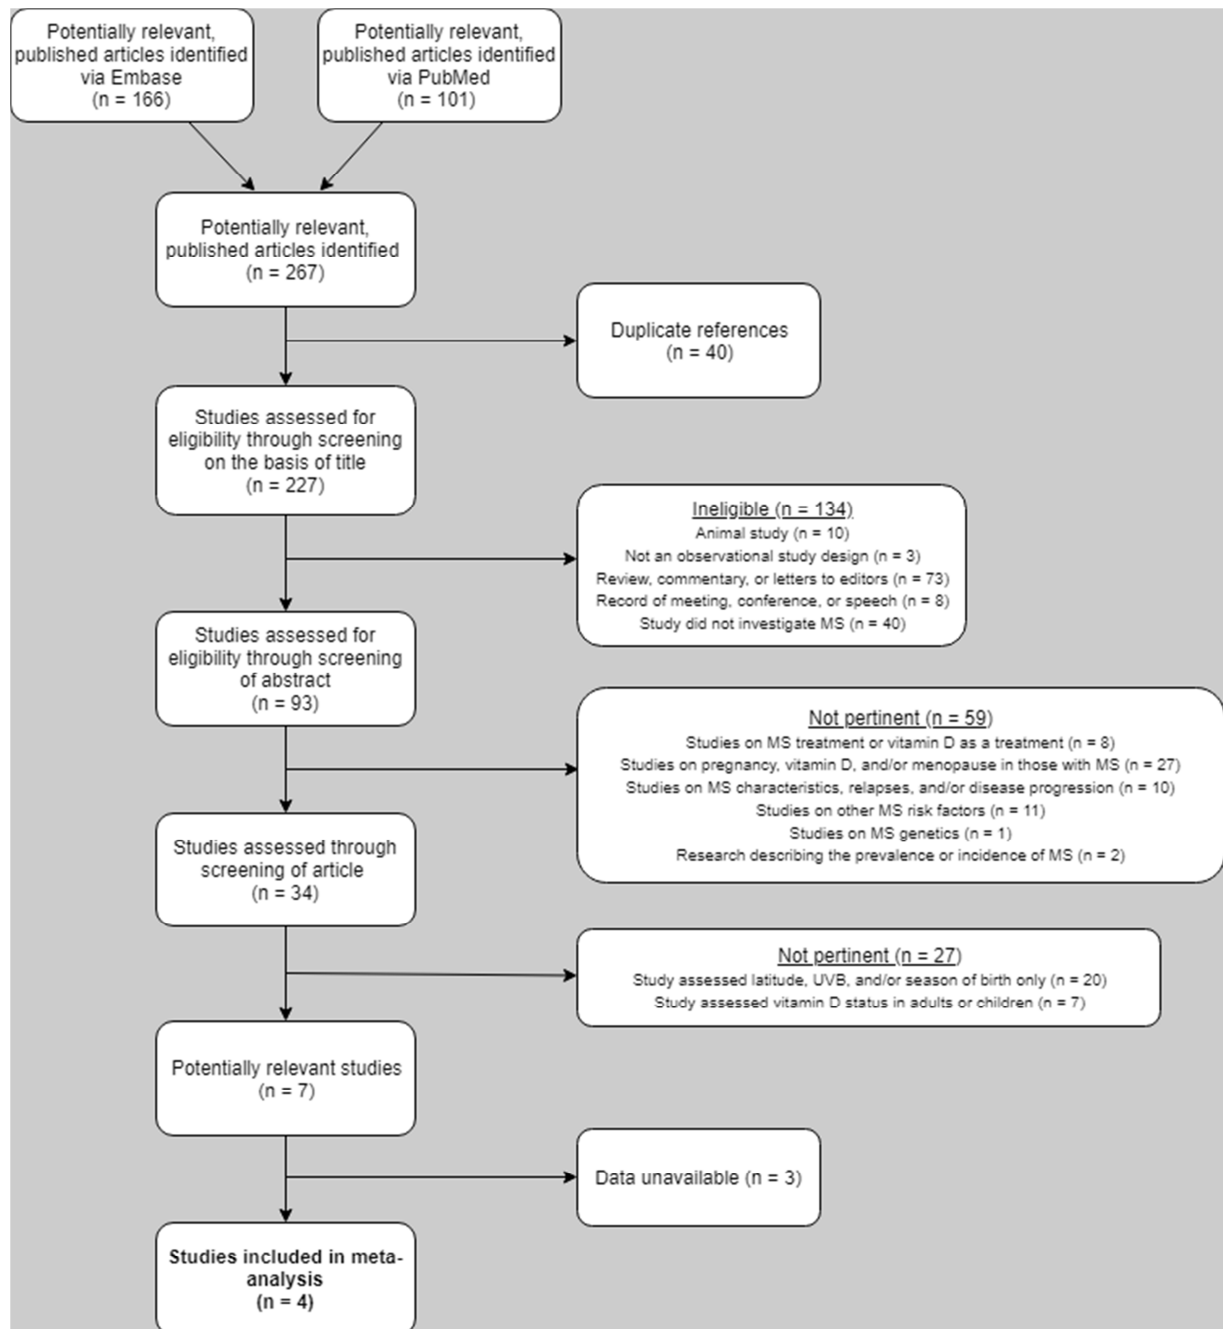 Potentially relevant,
published articles identified
via Embase
(n = 166)
Potentially relevant,
published articles identified
via PubMed
(n = 101)
Potentially relevant,
published articles identified
(n = 267)
Duplicate references
(n = 40)
Studies assessed for
eligibility through screening
on the basis of title
(n = 227)
Ineligible (n = 134)
Animal study (n = 10)
Not an observational study design (n = 3)
Review, commentary, or letters to editors (n = 73)
Record of meeting, conference, or speech (n = 8)
Study did not investigate MS (n = 40)
Studies assessed for
eligibility through screening
of abstract
(n = 93)
Not pertinent (n = 59)
Studies on MS treatment or vitamin D as a treatment (n = 8)
Studies on pregnancy, vitamin D, and/or menopause in those with MS (n = 27)
Studies on MS characteristics, relapses, and/or disease progression (n = 10)
Studies on other MS risk factors (n = 11)
Studies on MS genetics (n = 1)
Research describing the prevalence or incidence of MS (n = 2)
Studies assessed through
screening of article
(n = 34)
Not pertinent (n = 27)
Study assessed latitude, UVB, and/or season of birth only (n = 20)
Study assessed vitamin D status in adults or children (n = 7)
Potentially relevant studies
(n = 7)
Data unavailable (n = 3)
Studies included in meta-
analysis
(n = 4)